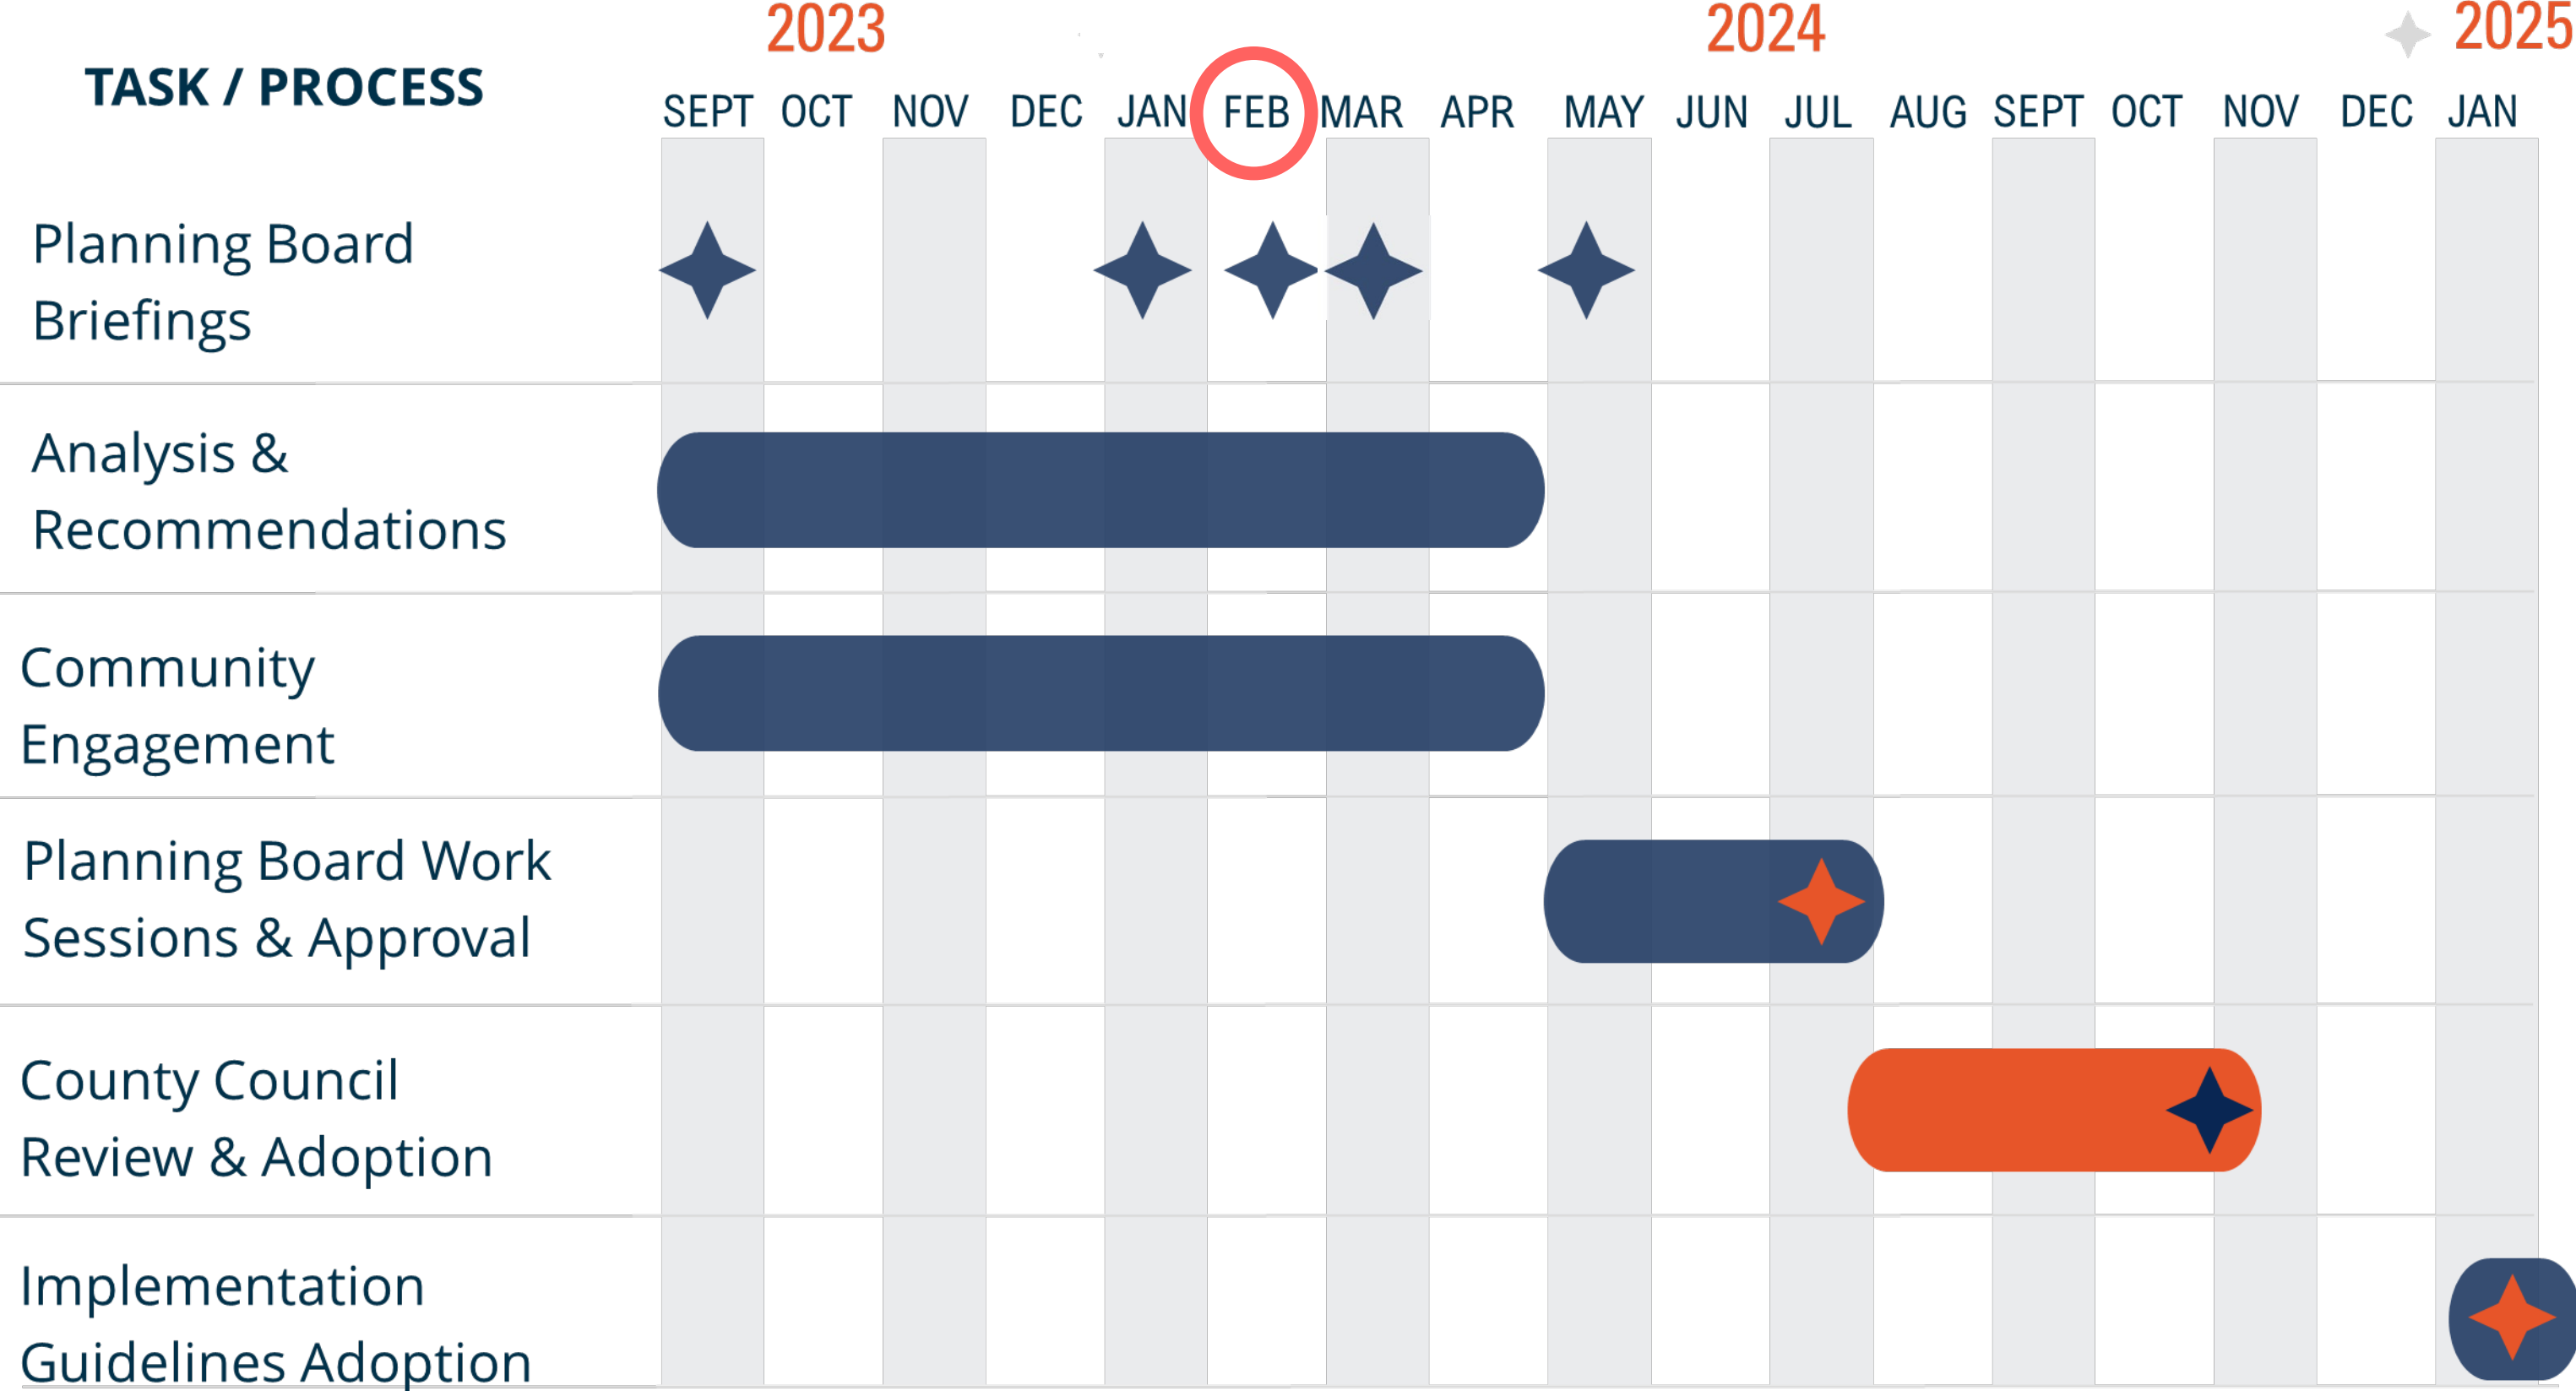 2023 2024 2025
TASK / PROCESS
SEPT OCT NOV DEC JAN FEB MAR APR MAY JUN JUL AUG SEPT OCT NOV DEC JAN
Planning Board
Briefings
Analysis &
Recommendations
Community
Engagement
Planning Board Work
Sessions & Approval
County Council
Review & Adoption
Implementation
Guidelines Adoption